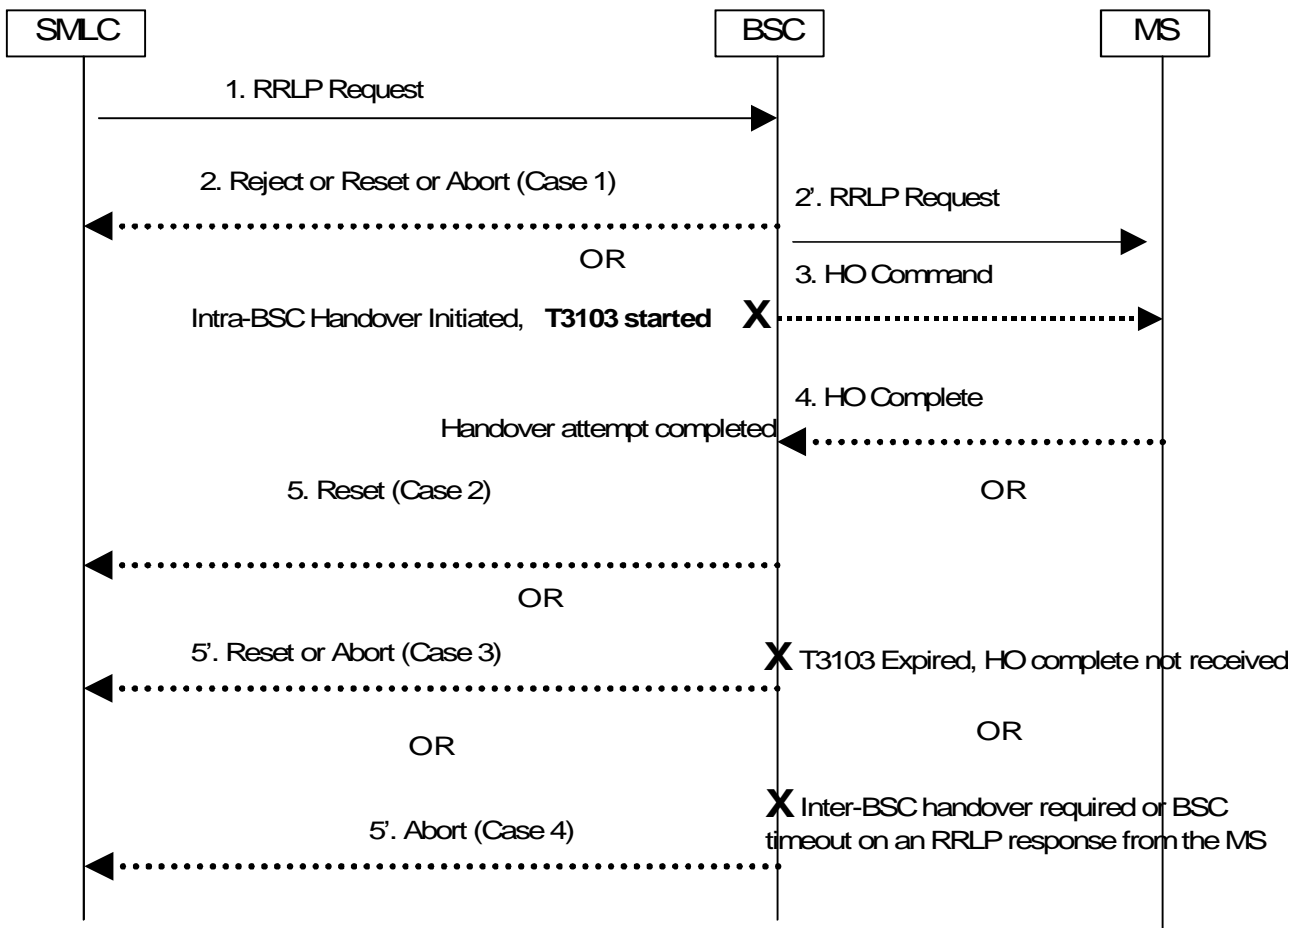 SMLC
BSC
MS
1. RRLP Request
2. Reject or Reset or Abort (Case 1)
2'. RRLP Request
OR
3. HO Command
Intra-BSC Handover Initiated, T3103 started X
4. HO Complete
Handover attempt completed
5. Reset (Case 2)
OR
OR
5'. Reset or Abort (Case 3)
X T3103 Expired, HO complete not received
OR
OR
X Inter-BSC handover required or BSC
timeout on an RRLP response from the MS
5'. Abort (Case 4)